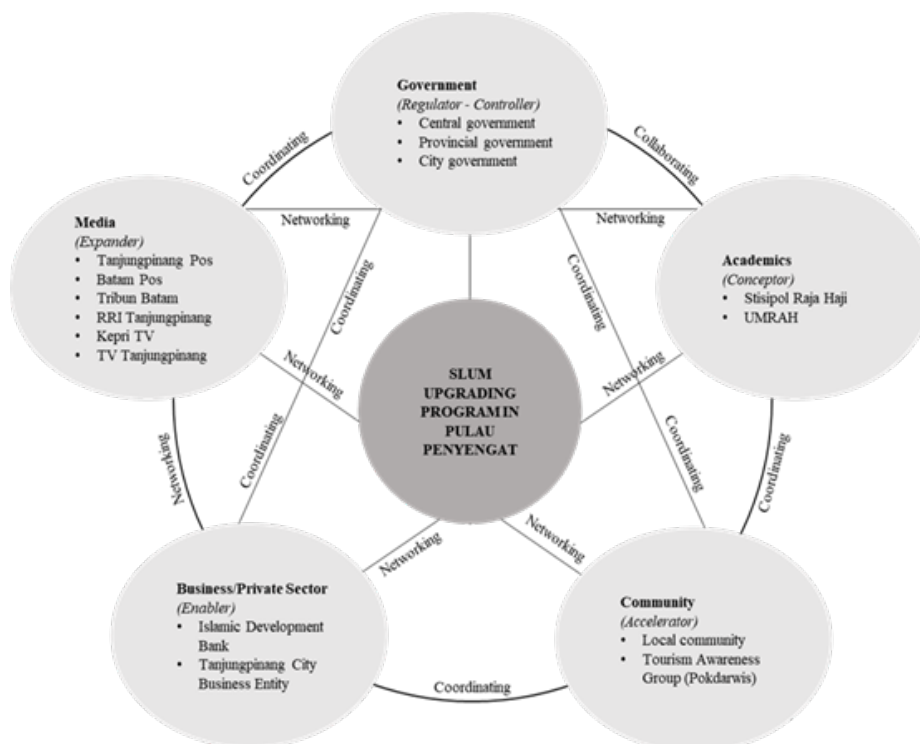 Government
(Regulator - Controller)
• Central government
• Provincial government
• City government
Coordinating
Collaborating
Media
(Expander)
• Tanjungpinang Pos
• Batam Pos
• Tribun Batam
• RRI Tanjungpinang
• Kepri TV
• TV Tanjungpinang
Networking
Networking
Academics
(Conceptor)
• Stisipol Raja Haji
• UMRAH
Coordinating
Coordinating
Networking
Networking
SLUM
UPGRADING
PROGRAM IN
PULAU
PENYENGAT
Coordinating
Coordinating
Networking
Coordinating
Networking
Networking
Business/Private Sector
(Enabler)
• Islamic Development
Bank
• Tanjungpinang City
Business Entity
Community
(Accelerator)
• Local community
• Tourism Awareness
Group (Pokdarwis)
Coordinating